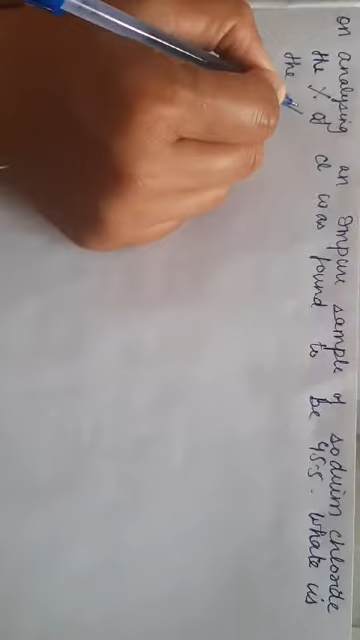 on analysing an Impure sample of soduim chloride
the % of cl was found to be 45.5. What is
the